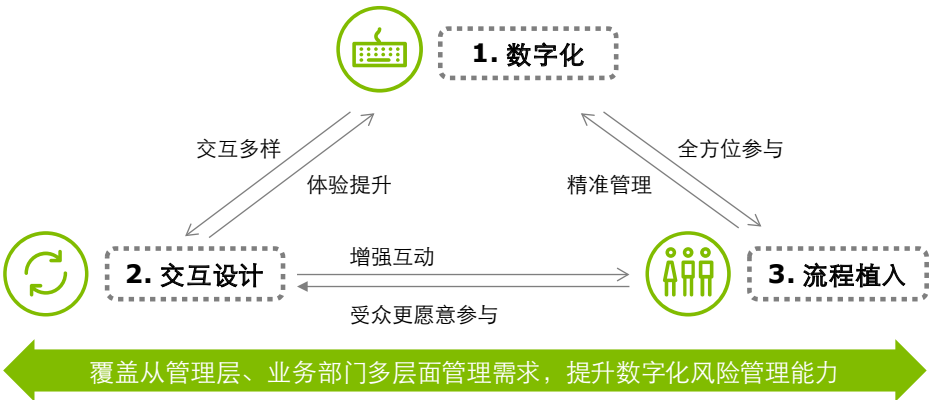 1. 数字化
交互多样
全方位参与
体验提升
精准管理
2. 交互设计
增强互动
受众更愿意参与
3. 流程植入
覆盖从管理层、业务部门多层面管理需求，提升数字化风险管理能力